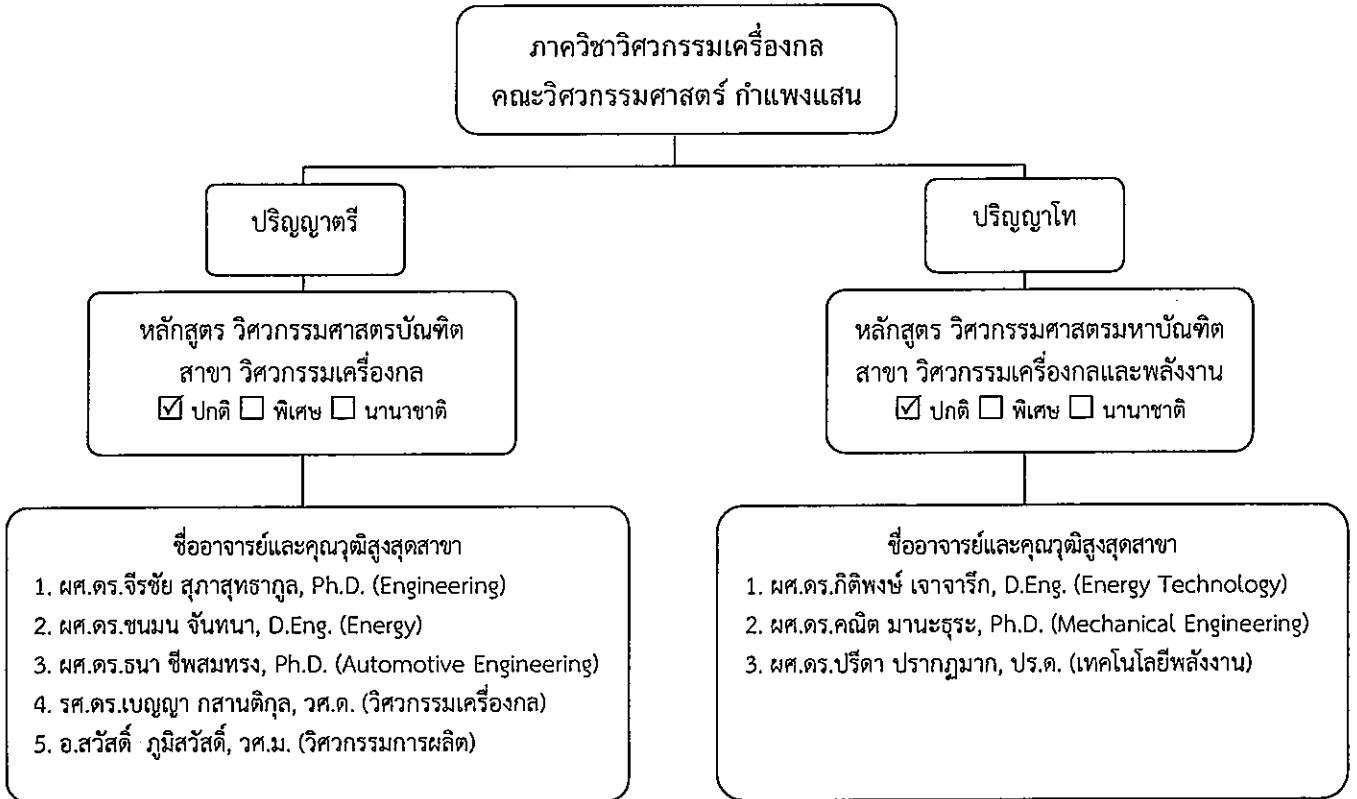 ภาควิชาวิศวกรรมเครื่องกล
คณะวิศวกรรมศาสตร์ กำแพงแสน
ปริญญาตรี
หลักสูตร วิศวกรรมศาสตรบัณฑิต
สาขา วิศวกรรมเครื่องกล
☑ ปกติ ☐ พิเศษ ☐ นานาชาติ
ชื่ออาจารย์และคุณวุฒิสูงสุดสาขา
1. ผศ.ดร.จีรชัย สุภาสุทธากูล, Ph.D. (Engineering)
2. ผศ.ดร.ชนมน จันทนา, D.Eng. (Energy)
3. ผศ.ดร.ธนา ชีพสมทรง, Ph.D. (Automotive Engineering)
4. รศ.ดร.เบญญา กสานติกุล, วศ.ด. (วิศวกรรมเครื่องกล)
5. อ.สวัสดิ์ ภูมิสวัสดิ์, วศ.ม. (วิศวกรรมการผลิต)
ปริญญาโท
หลักสูตร วิศวกรรมศาสตรมหาบัณฑิต
สาขา วิศวกรรมเครื่องกลและพลังงาน
☑ ปกติ ☐ พิเศษ ☐ นานาชาติ
ชื่ออาจารย์และคุณวุฒิสูงสุดสาขา
1. ผศ.ดร.กิติพงษ์ เจาจารึก, D.Eng. (Energy Technology)
2. ผศ.ดร.คณิต มานะธุระ, Ph.D. (Mechanical Engineering)
3. ผศ.ดร.ปรีดา ปรากฏมาก, ปร.ด. (เทคโนโลยีพลังงาน)